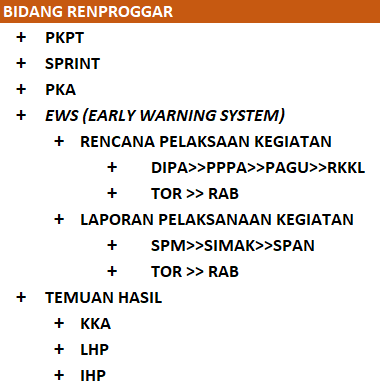 BIDANG RENPROGGAR
+ PKPT
+ SPRINT
+ PKA
+ EWS (EARLY WARNING SYSTEM)
+ RENCANA PELAKSAAN KEGIATAN
+ DIPA>>PPPA>>PAGU>>RKKL
+ TOR >> RAB
+ LAPORAN PELAKSANAAN KEGIATAN
+ SPM>>SIMAK>>SPAN
+ TOR >> RAB
+ TEMUAN HASIL
+ KKA
+ LHP
+ IHP